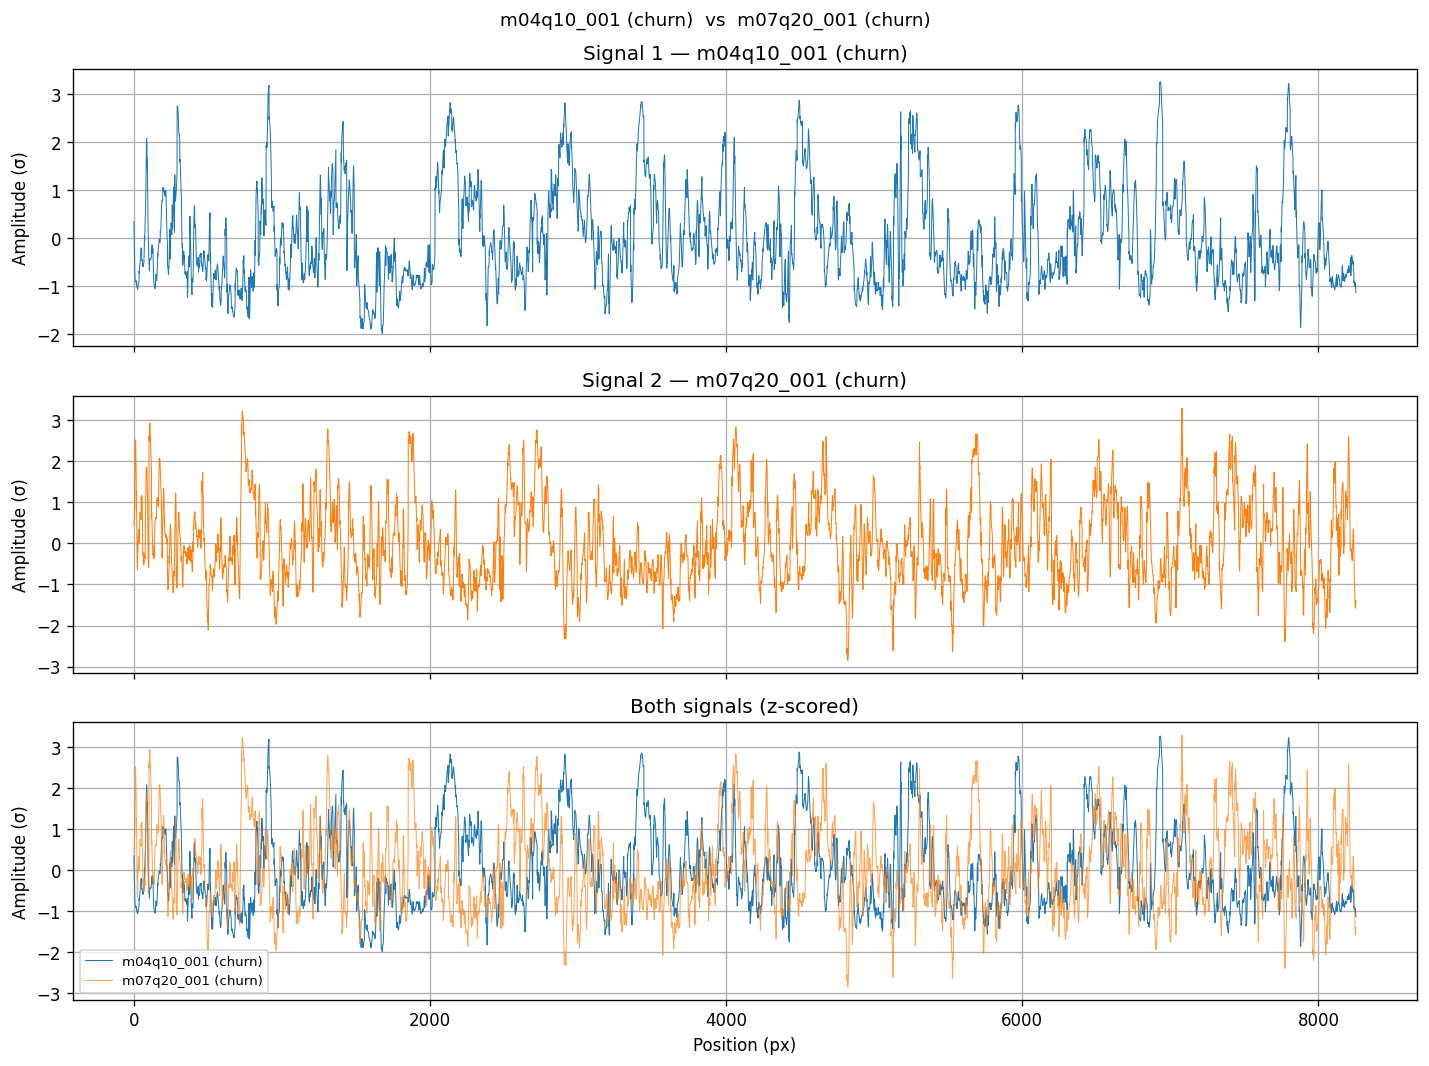 m04q10_001 (churn)  vs  m07q20_001 (churn)
Signal 1 — m04q10_001 (churn)
Amplitude (σ)
3
2
1
0
−1
−2
Signal 2 — m07q20_001 (churn)
Amplitude (σ)
3
2
1
0
−1
−2
−3
Both signals (z-scored)
Amplitude (σ)
3
2
1
0
−1
−2
−3
m04q10_001 (churn)
m07q20_001 (churn)
0 2000 4000 6000 8000
Position (px)